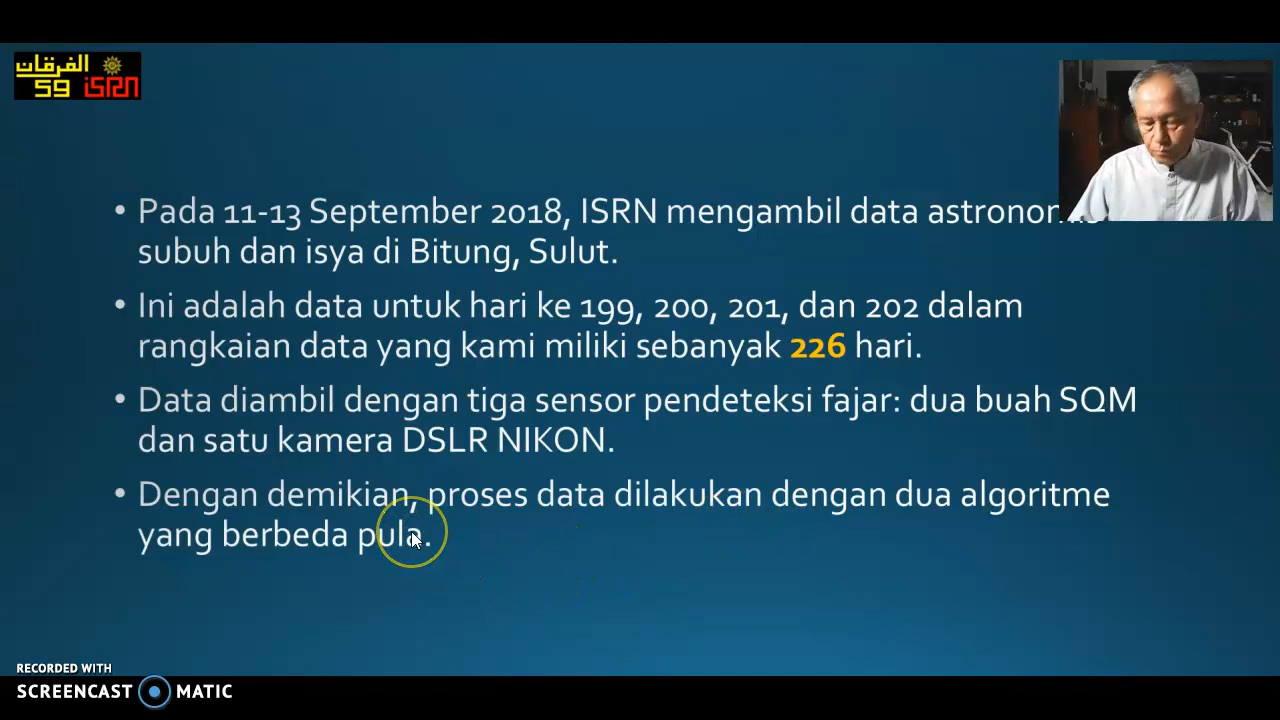 الفرقان
59 iSRN
• Pada 11-13 September 2018, ISRN mengambil data astronomis
subuh dan isya di Bitung, Sulut.
• Ini adalah data untuk hari ke 199, 200, 201, dan 202 dalam
rangkaian data yang kami miliki sebanyak 226 hari.
• Data diambil dengan tiga sensor pendeteksi fajar: dua buah SQM
dan satu kamera DSLR NIKON.
• Dengan demikian, proses data dilakukan dengan dua algoritme
yang berbeda pula.
RECORDED WITH
SCREENCAST MATIC